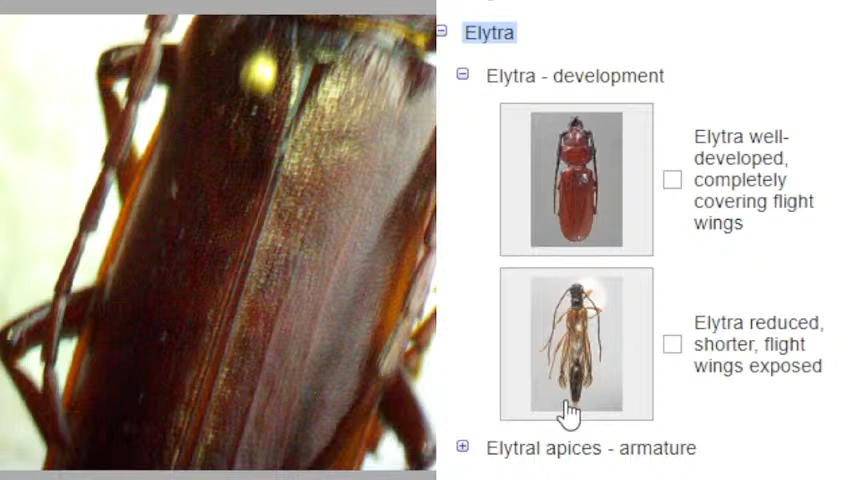 Elytra
Elytra - development
Elytra well-
developed,
completely
covering flight
wings
Elytra reduced,
shorter, flight
wings exposed
Elytral apices - armature